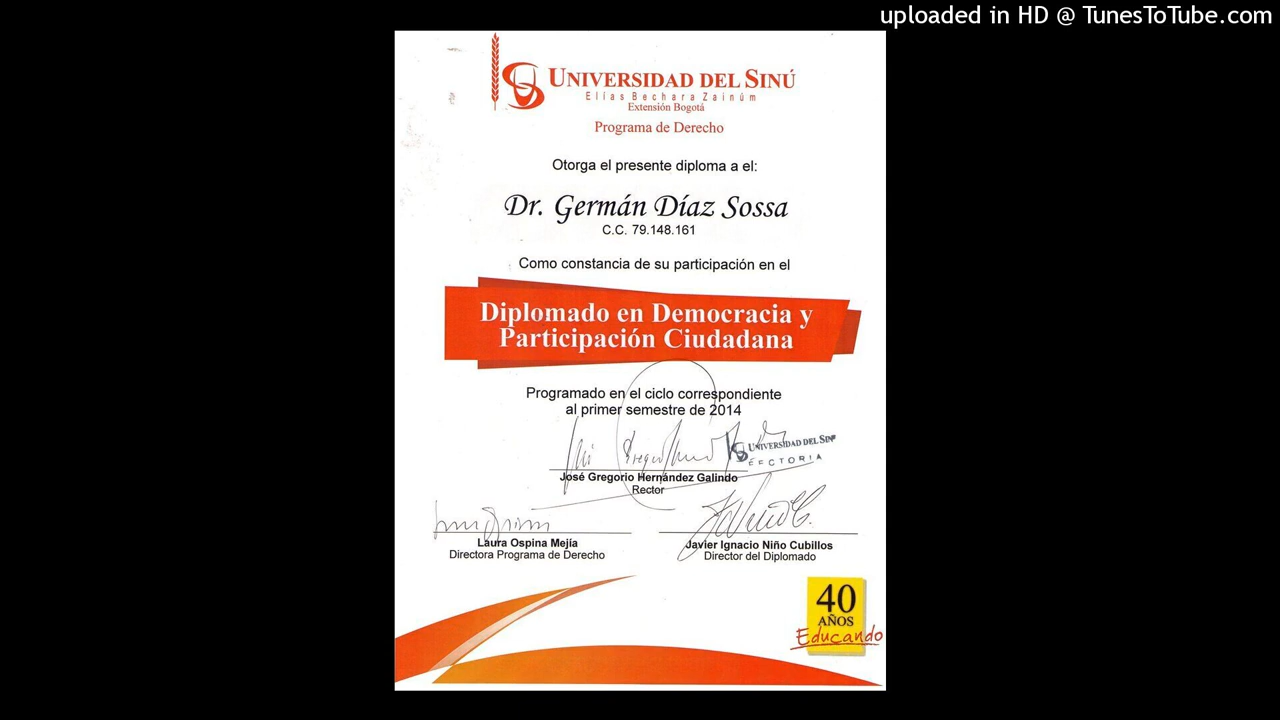 uploaded in HD @ TunesToTube.com
UNIVERSIDAD DEL SINÚ
Elías Bechara Zainúm
Extensión Bogotá
Programa de Derecho
Otorga el presente diploma a el:
Dr. Germán Díaz Sossa
C.C. 79.148.161
Como constancia de su participación en el
Diplomado en Democracia y
Participación Ciudadana
Programado en el ciclo correspondiente
al primer semestre de 2014
UNIVERSIDAD DEL SINÚ
José Gregorio Hernández Galindo
Rector
Laura Ospina Mejía
Directora Programa de Derecho
Javier Ignacio Niño Cubillos
Director del Diplomado
40
AÑOS
Educando